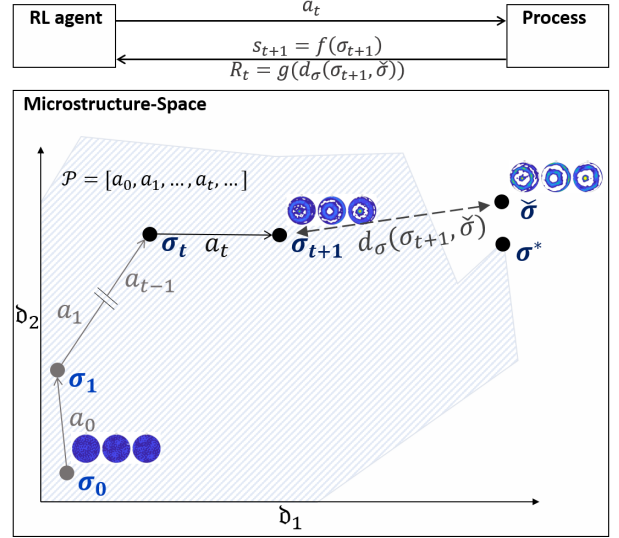 RL agent
a_t
Process
s_{t+1} = f(σ_{t+1})
R_t = g(d_σ(σ_{t+1}, σ̌))
Microstructure-Space
𝒫 = [a_0, a_1, …, a_t, …]
σ̌
σ_t
a_t
σ_{t+1}
d_σ(σ_{t+1}, σ̌)
σ*
a_{t−1}
a_1
𝔡_2
σ_1
a_0
σ_0
𝔡_1